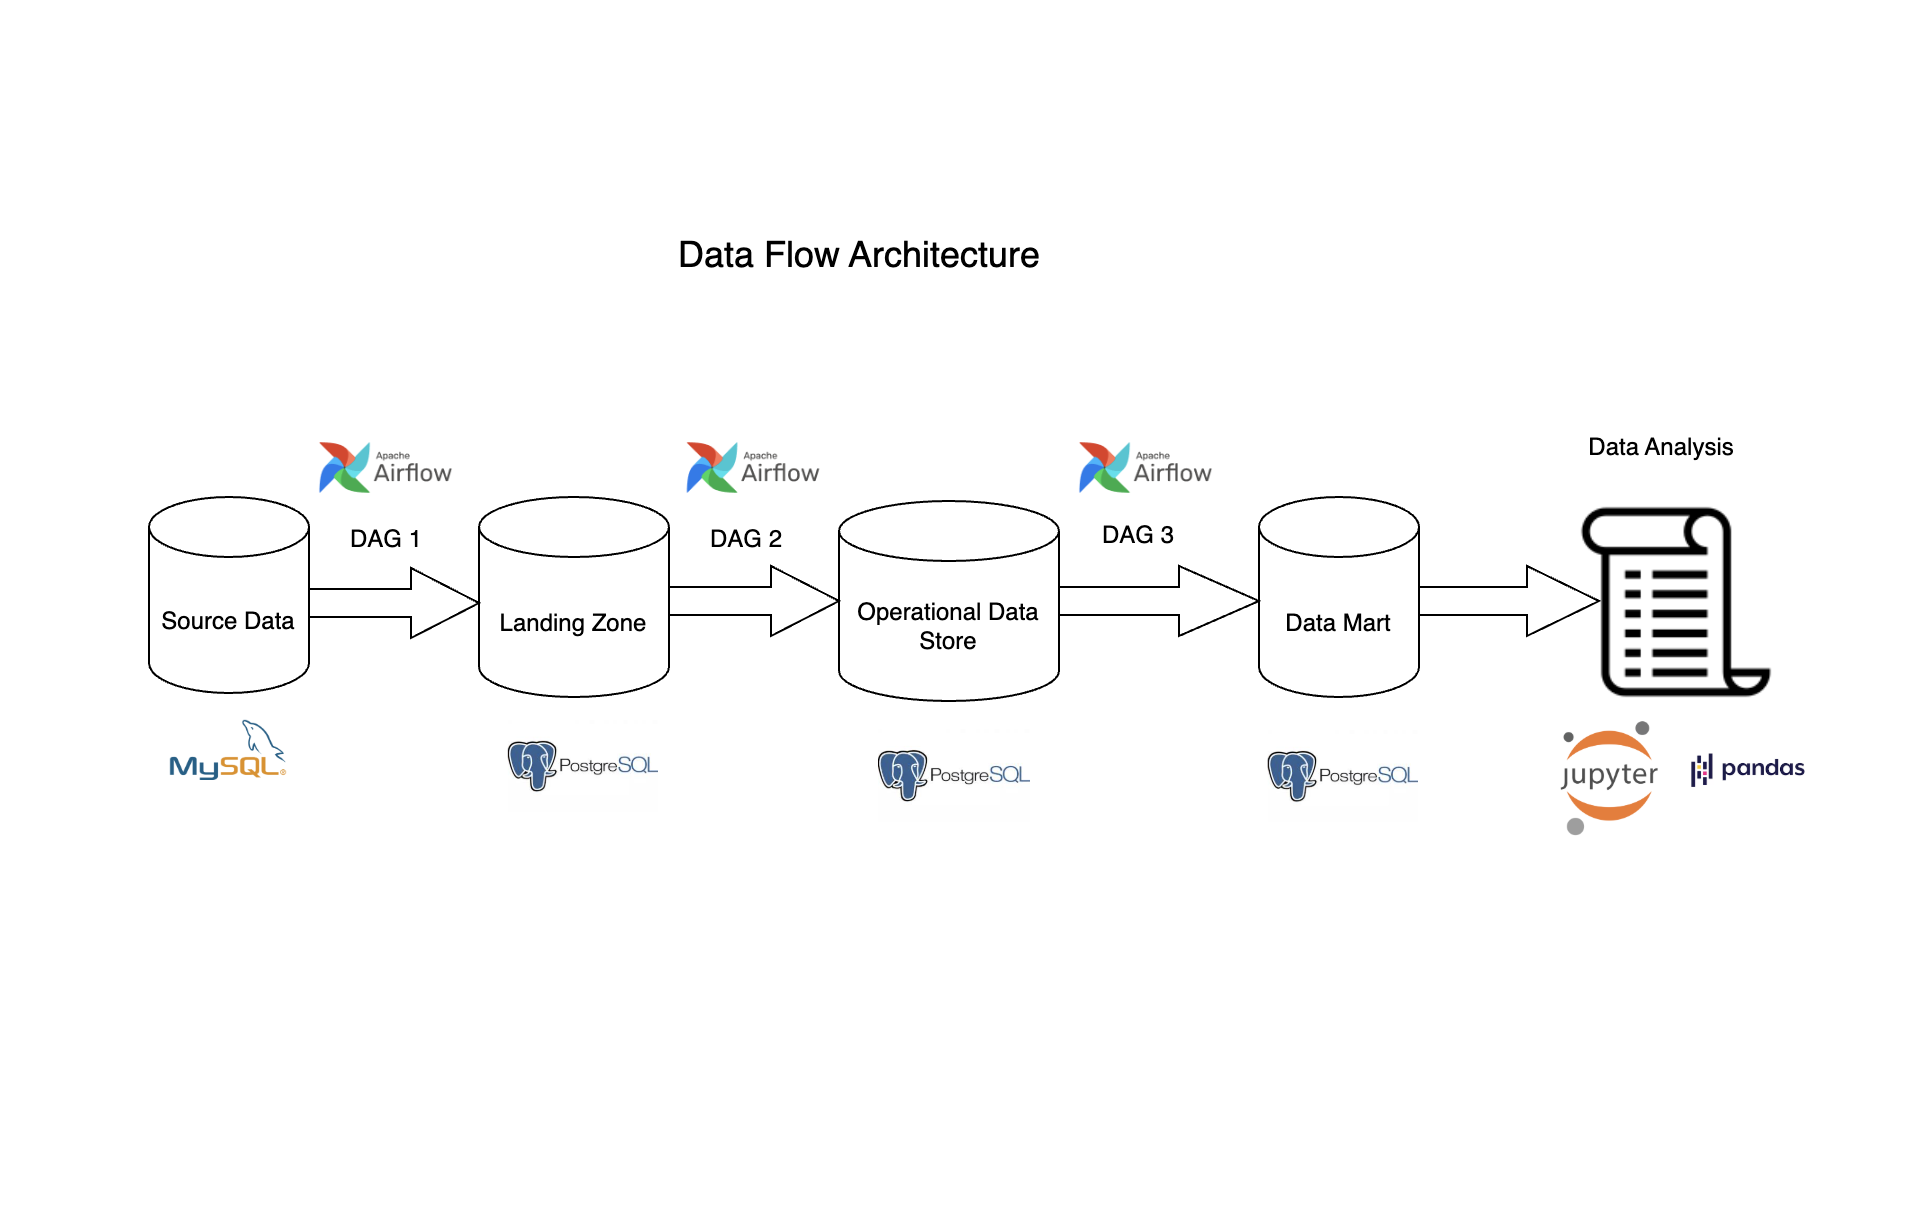 Data Flow Architecture
Apache
Airflow
Apache
Airflow
Apache
Airflow
Data Analysis
DAG 1
DAG 2
DAG 3
Source Data
Landing Zone
Operational Data
Store
Data Mart
MySQL®
PostgreSQL
PostgreSQL
PostgreSQL
jupyter
pandas